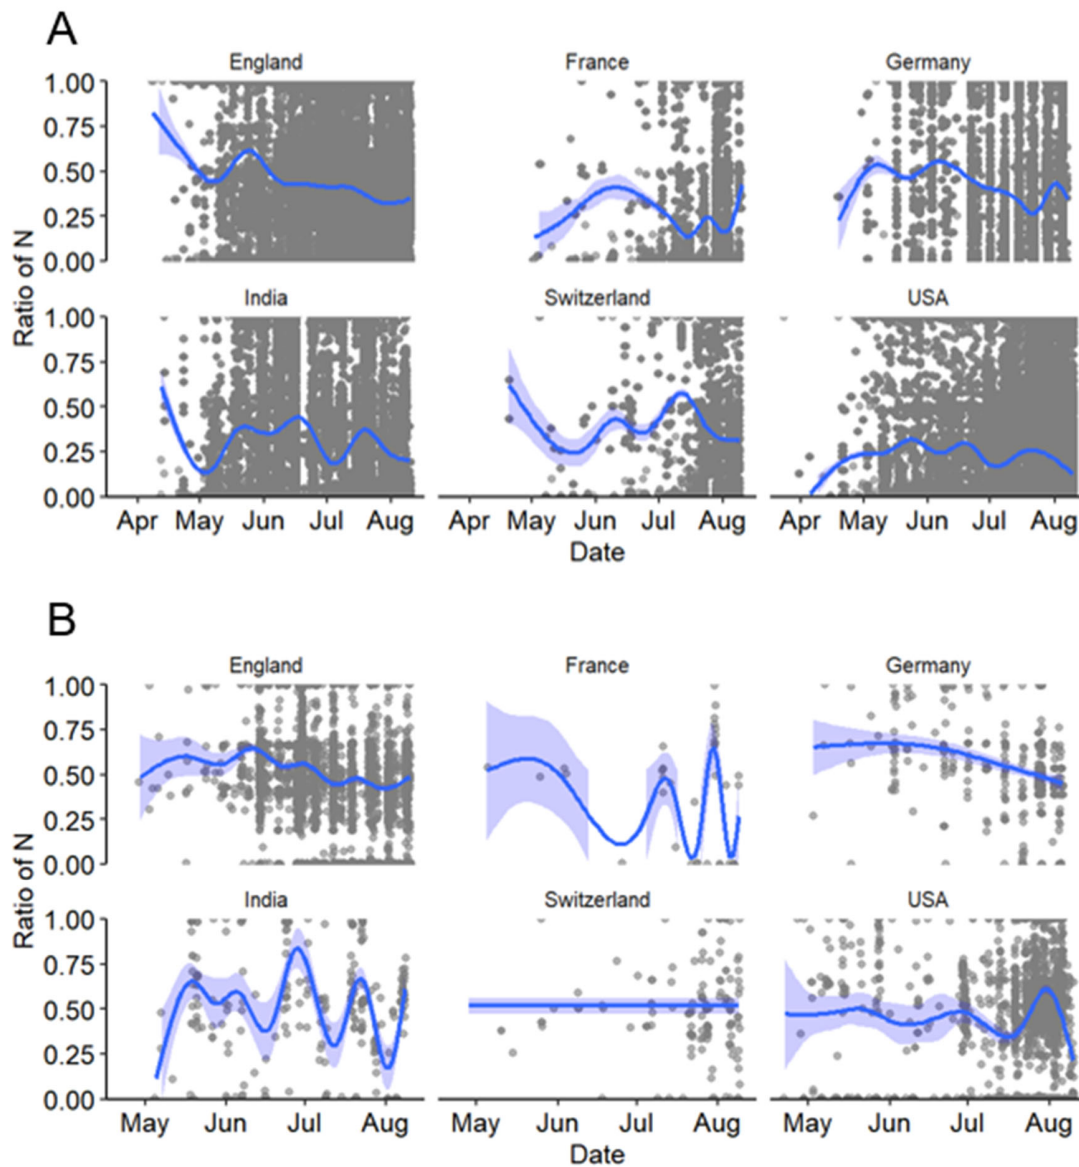 A
England France Germany
1.00
0.75
0.50
0.25
0.00
India Switzerland USA
1.00
0.75
0.50
0.25
0.00
Ratio of N
Apr May Jun Jul Aug Apr May Jun Jul Aug Apr May Jun Jul Aug
Date
B
England France Germany
1.00
0.75
0.50
0.25
0.00
India Switzerland USA
1.00
0.75
0.50
0.25
0.00
Ratio of N
May Jun Jul Aug May Jun Jul Aug May Jun Jul Aug
Date